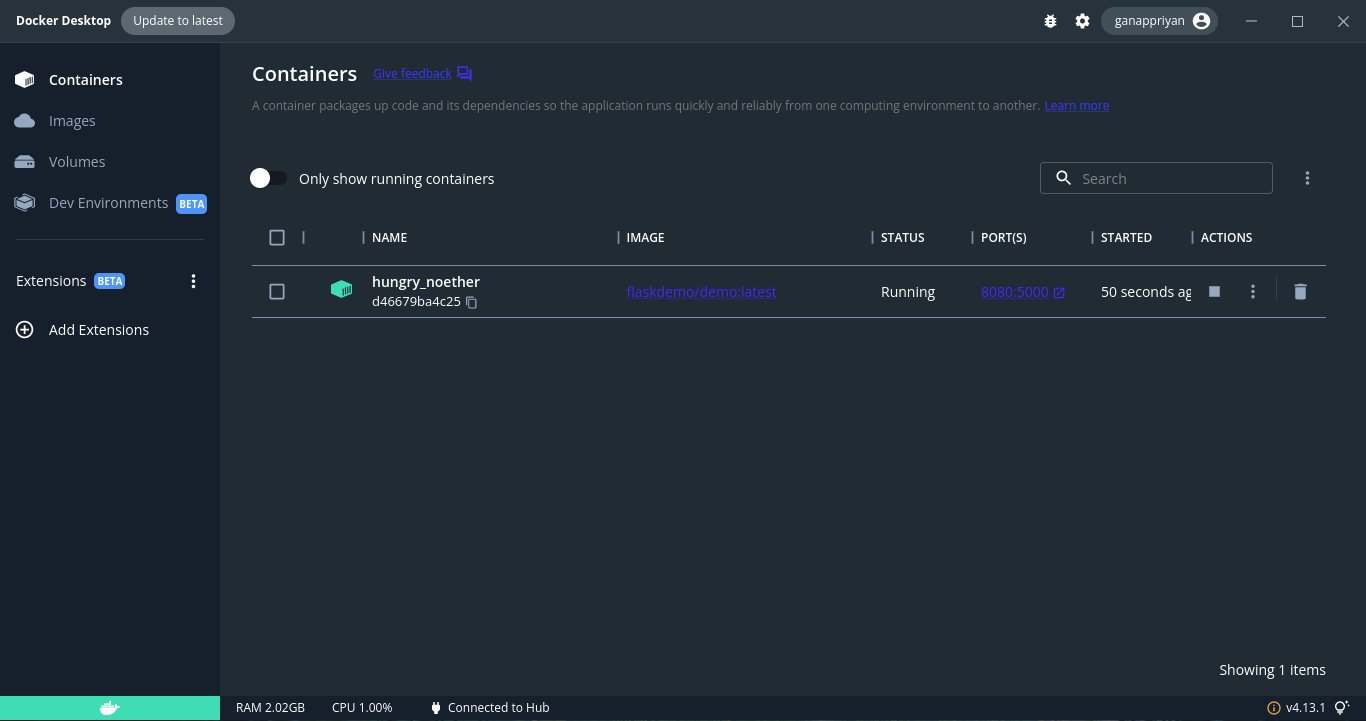 Docker Desktop Update to latest ganappriyan
Containers
Images
Volumes
Dev Environments BETA
Extensions BETA
Add Extensions
Containers Give feedback
A container packages up code and its dependencies so the application runs quickly and reliably from one computing environment to another. Learn more
Only show running containers Search
NAME IMAGE STATUS PORT(S) STARTED ACTIONS
hungry_noether
d46679ba4c25 flaskdemo/demo:latest Running 8080:5000 50 seconds ag
Showing 1 items
RAM 2.02GB CPU 1.00% Connected to Hub v4.13.1